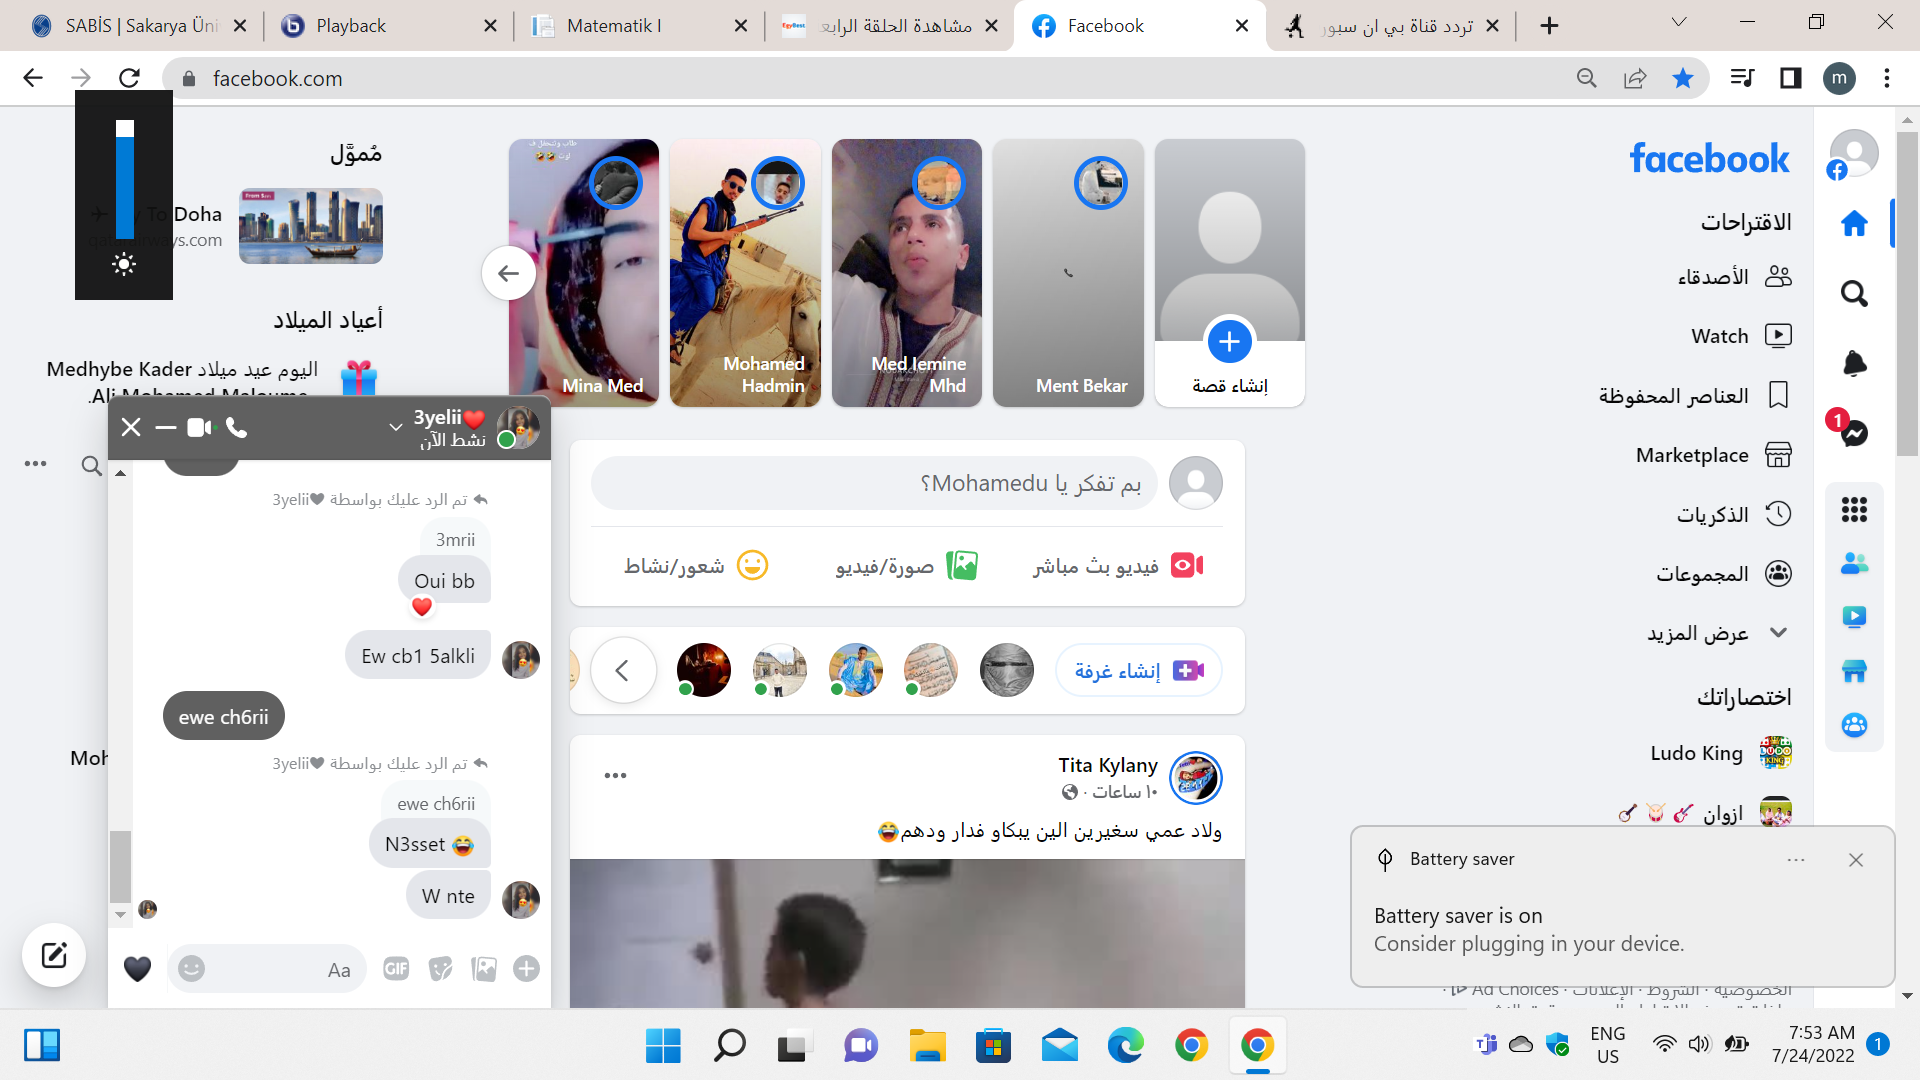 SABİS | Sakarya Üni
Playback
Matematik I
مشاهدة الحلقة الرابع
Facebook
تردد قناة بي ان سبور
facebook.com
m
facebook
الاقتراحات
الأصدقاء
Watch
العناصر المحفوظة
Marketplace
الذكريات
المجموعات
عرض المزيد
اختصاراتك
Ludo King
ازوان
1
إنشاء قصة
Ment Bekar
Med lemine
Mhd
Mohamed
Hadmin
Mina Med
بم تفكر يا Mohamedu؟
فيديو بث مباشر
صورة/فيديو
شعور/نشاط
إنشاء غرفة
Tita Kylany
١٠ ساعات ·
ولاد عمي سغيرين الين يبكاو فدار ودهم😂
مُموَّل
To Doha
qatarairways.com
أعياد الميلاد
اليوم عيد ميلاد Medhybe Kader
Moh
3yelii❤️
نشط الآن
تم الرد عليك بواسطة 3yelii♥
3mrii
Oui bb
Ew cb1 5alkli
ewe ch6rii
تم الرد عليك بواسطة 3yelii♥
ewe ch6rii
N3sset 😂
W nte
Aa
GIF
Battery saver
Battery saver is on
Consider plugging in your device.
الخصوصية · الشروط · الإعلانات · Ad Choices ·
ENG
US
7:53 AM
7/24/2022
1